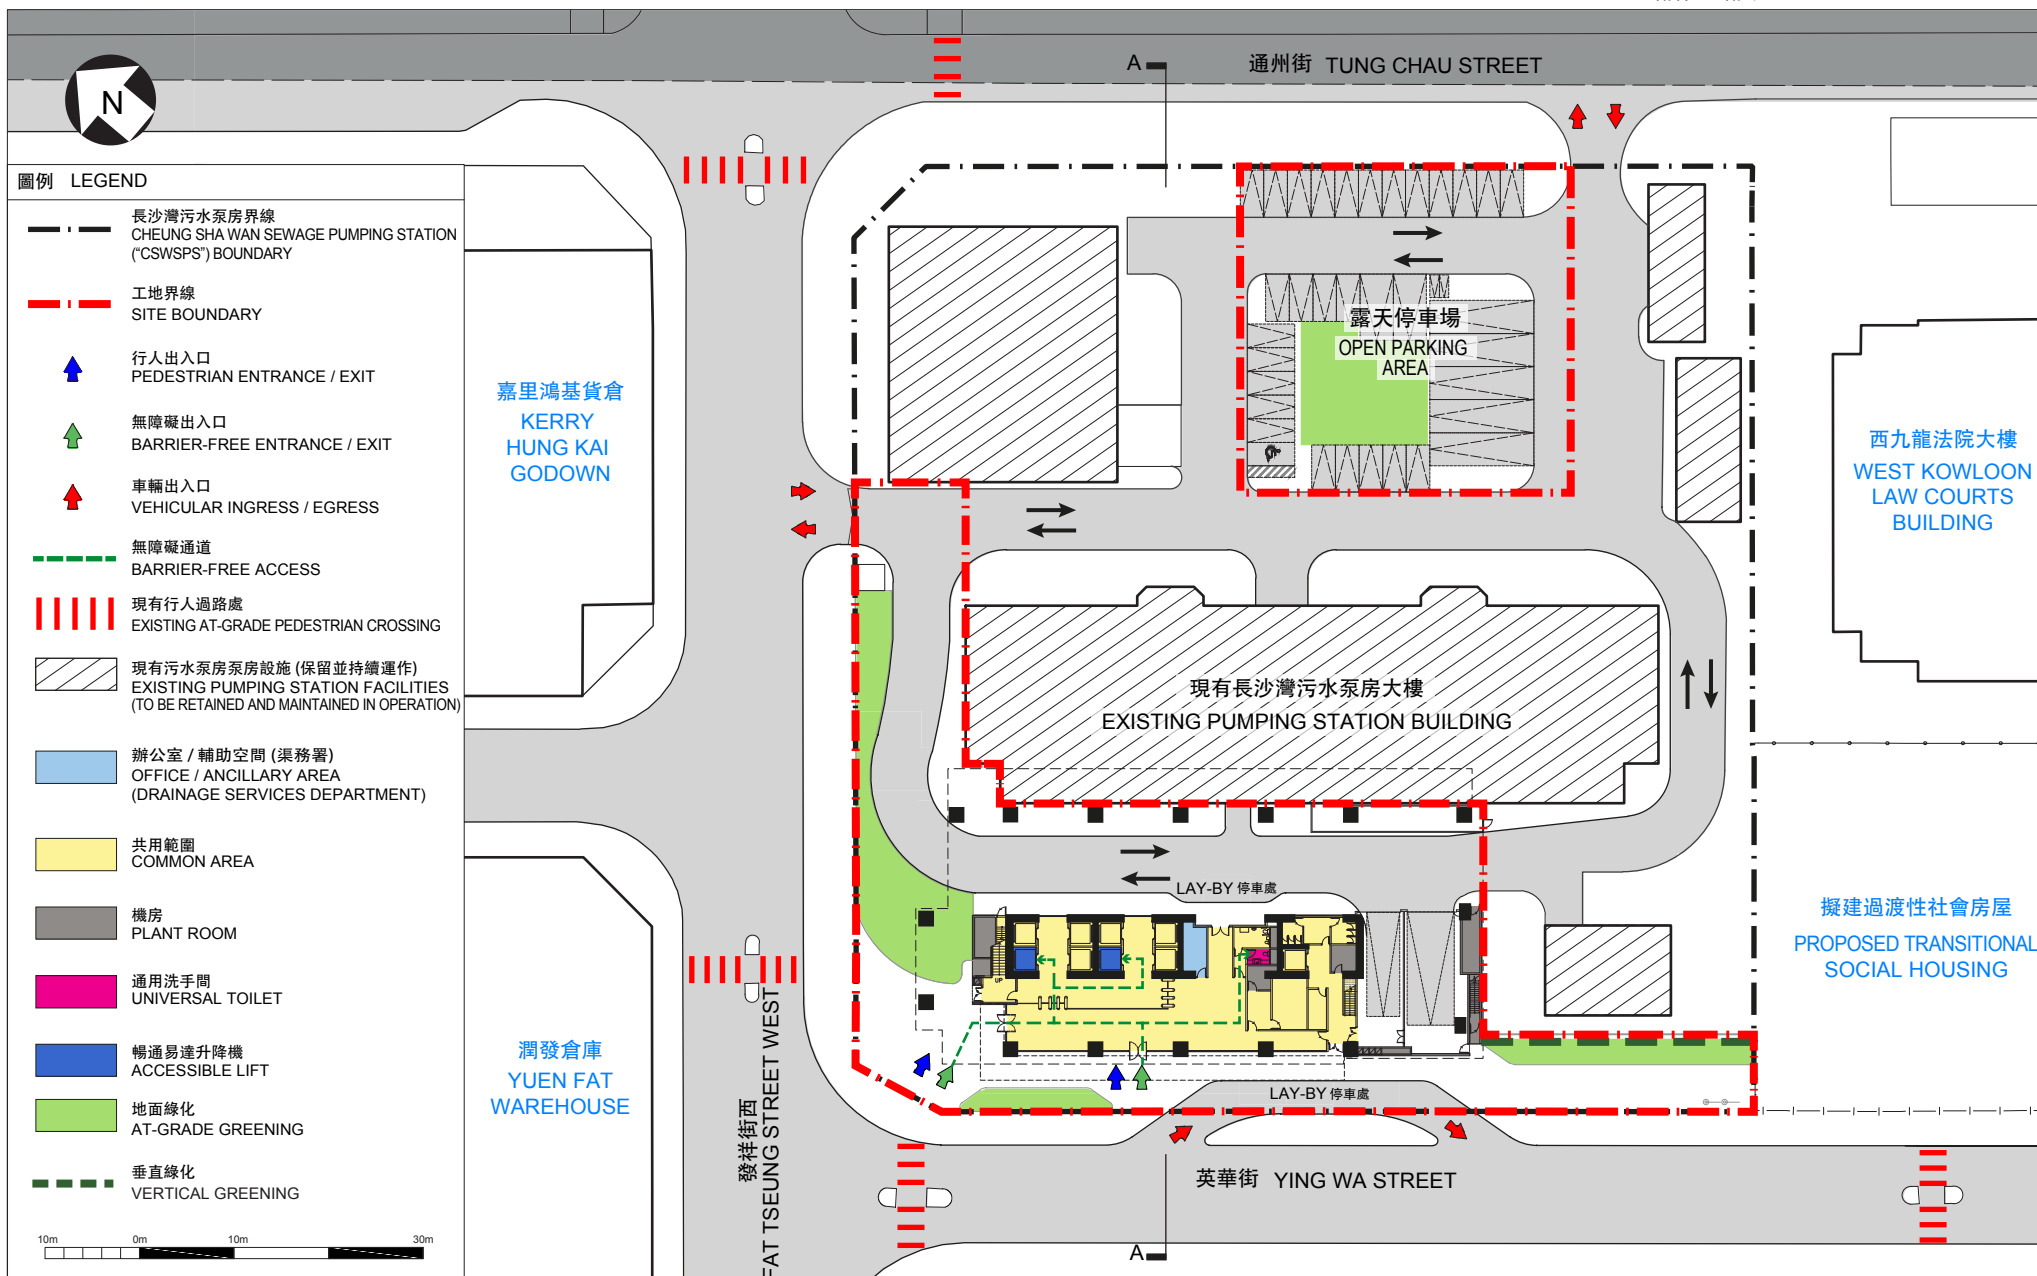 通州街 TUNG CHAU STREET
A
N
圖例 LEGEND
長沙灣污水泵房界線
CHEUNG SHA WAN SEWAGE PUMPING STATION
("CSWSPS") BOUNDARY
工地界線
SITE BOUNDARY
行人出入口
PEDESTRIAN ENTRANCE / EXIT
無障礙出入口
BARRIER-FREE ENTRANCE / EXIT
車輛出入口
VEHICULAR INGRESS / EGRESS
無障礙通道
BARRIER-FREE ACCESS
現有行人過路處
EXISTING AT-GRADE PEDESTRIAN CROSSING
現有污水泵房泵房設施 (保留並持續運作)
EXISTING PUMPING STATION FACILITIES
(TO BE RETAINED AND MAINTAINED IN OPERATION)
辦公室 / 輔助空間 (渠務署)
OFFICE / ANCILLARY AREA
(DRAINAGE SERVICES DEPARTMENT)
共用範圍
COMMON AREA
機房
PLANT ROOM
通用洗手間
UNIVERSAL TOILET
暢通易達升降機
ACCESSIBLE LIFT
地面綠化
AT-GRADE GREENING
垂直綠化
VERTICAL GREENING
10m 0m 10m 30m
嘉里鴻基貨倉
KERRY
HUNG KAI
GODOWN
露天停車場
OPEN PARKING
AREA
西九龍法院大樓
WEST KOWLOON
LAW COURTS
BUILDING
現有長沙灣污水泵房大樓
EXISTING PUMPING STATION BUILDING
LAY-BY 停車處
UP
擬建過渡性社會房屋
PROPOSED TRANSITIONAL
SOCIAL HOUSING
潤發倉庫
YUEN FAT
WAREHOUSE
發祥街西
FAT TSEUNG STREET WEST
LAY-BY 停車處
英華街 YING WA STREET
A